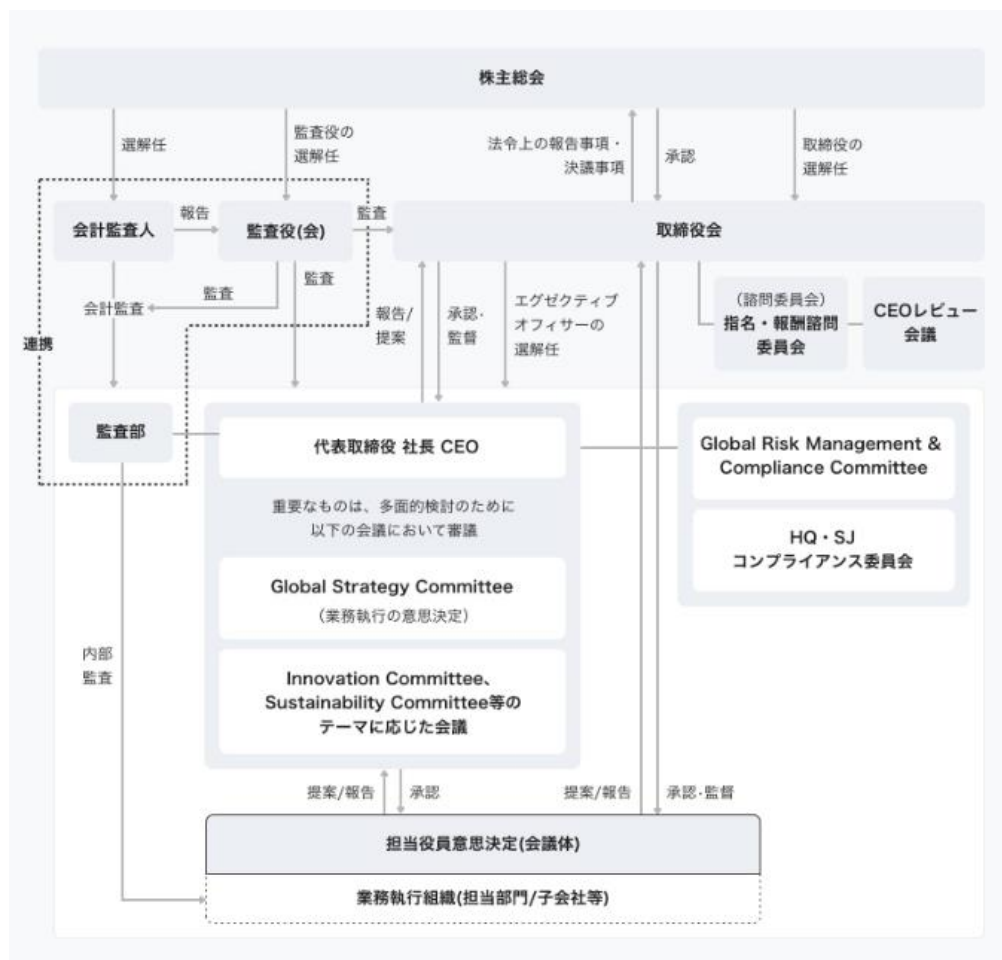 株主総会
選解任
監査役の
選解任
法令上の報告事項・
決議事項
承認
取締役の
選解任
会計監査人
報告
監査役(会)
監査
取締役会
会計監査
監査
監査
報告/
提案
承認・
監督
エグゼクティブ
オフィサーの
選解任
（諮問委員会）
指名・報酬諮問
委員会
CEOレビュー
会議
連携
監査部
代表取締役 社長 CEO
重要なものは、多面的検討のために
以下の会議において審議
Global Strategy Committee
（業務執行の意思決定）
Innovation Committee、
Sustainability Committee等の
テーマに応じた会議
Global Risk Management &
Compliance Committee
HQ・SJ
コンプライアンス委員会
内部
監査
提案/報告
承認
提案/報告
承認・監督
担当役員意思決定(会議体)
業務執行組織(担当部門/子会社等)